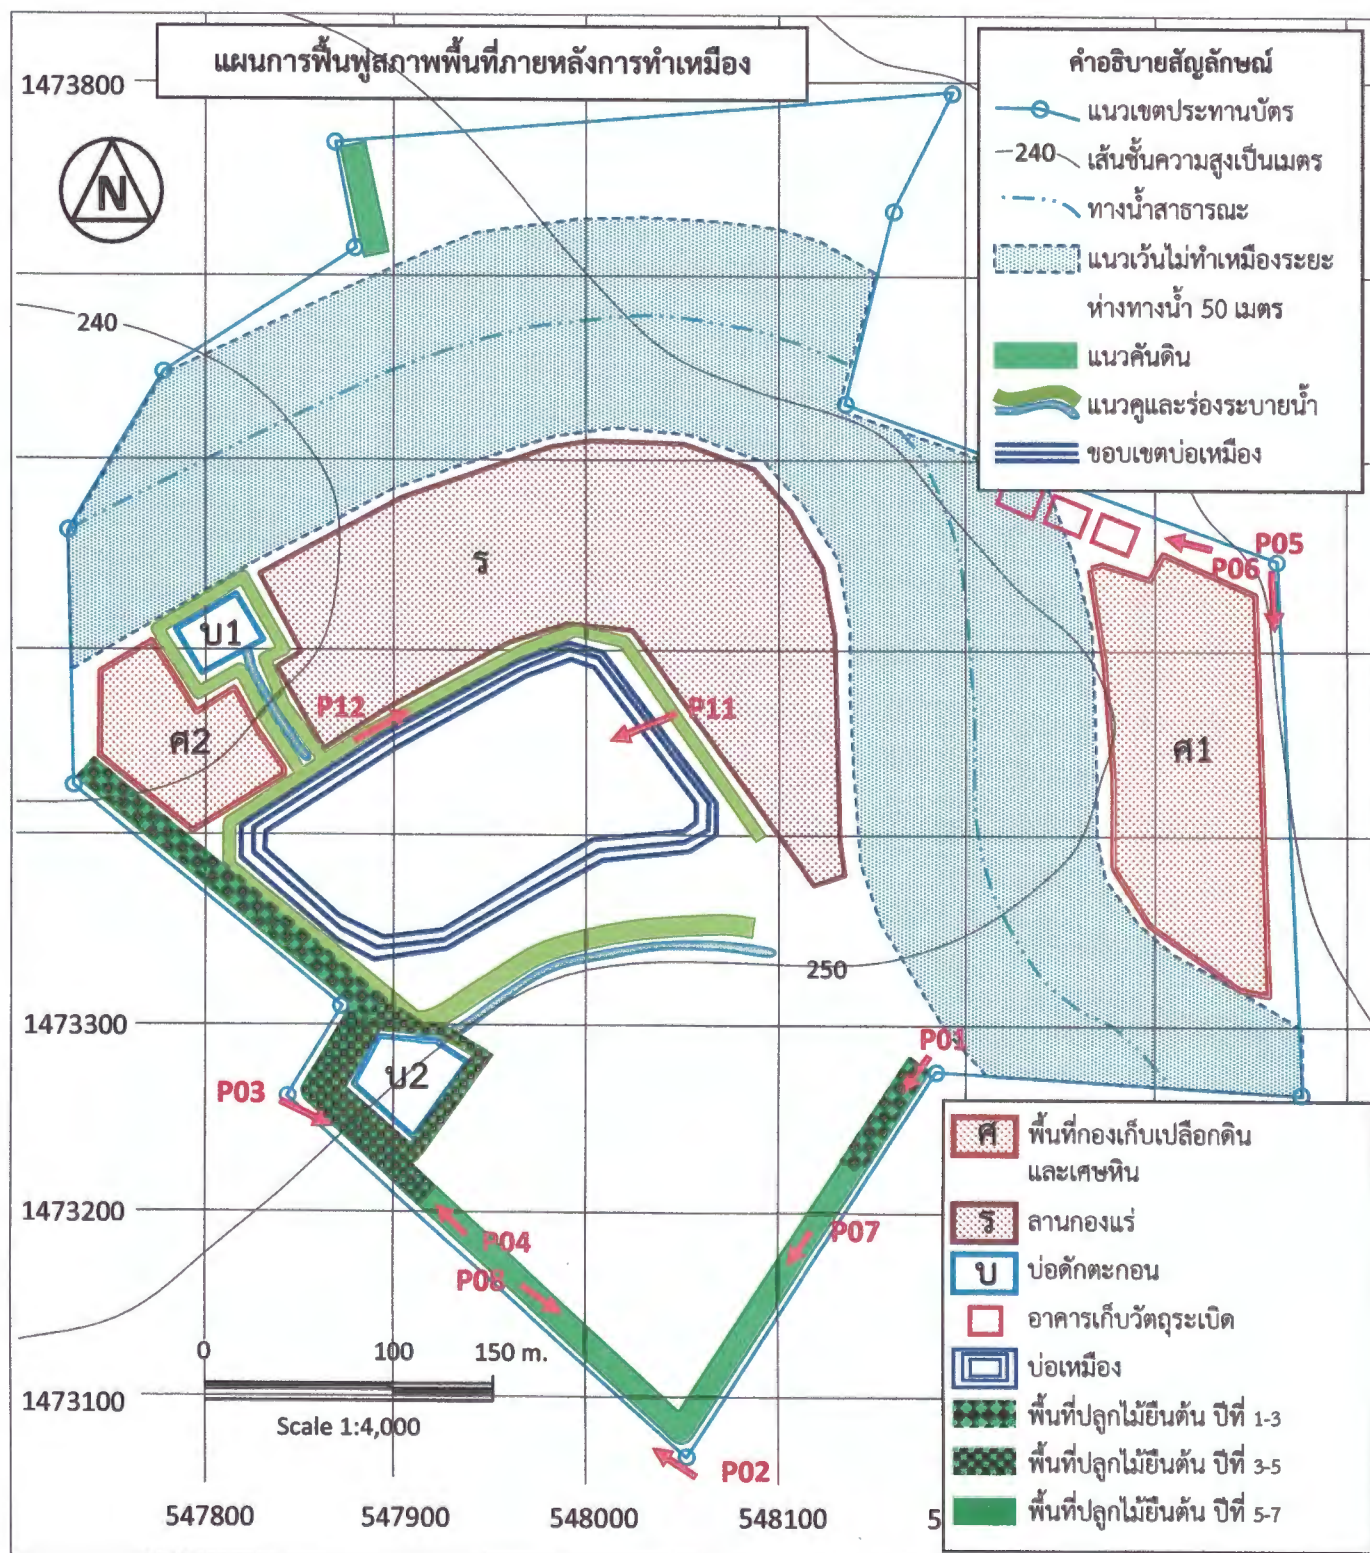 แผนการฟื้นฟูสภาพพื้นที่ภายหลังการทำเหมือง
คำอธิบายสัญลักษณ์
แนวเขตประทานบัตร
240 เส้นชั้นความสูงเป็นเมตร
ทางน้ำสาธารณะ
แนวเว้นไม่ทำเหมืองระยะ
ห่างทางน้ำ 50 เมตร
แนวคันดิน
แนวคูและร่องระบายน้ำ
ขอบเขตบ่อเหมือง
1473800
N
240
ร
P05
P06
บ1
P12
P11
ศ2
ศ1
250
1473300
P01
บ2
P03
1473200
P04
P07
P08
0 100 150 m.
Scale 1:4,000
1473100
P02
547800 547900 548000 548100 5
ศ พื้นที่กองเก็บเปลือกดิน
และเศษหิน
ร ลานกองแร่
บ บ่อดักตะกอน
อาคารเก็บวัตถุระเบิด
บ่อเหมือง
พื้นที่ปลูกไม้ยืนต้น ปีที่ 1-3
พื้นที่ปลูกไม้ยืนต้น ปีที่ 3-5
พื้นที่ปลูกไม้ยืนต้น ปีที่ 5-7